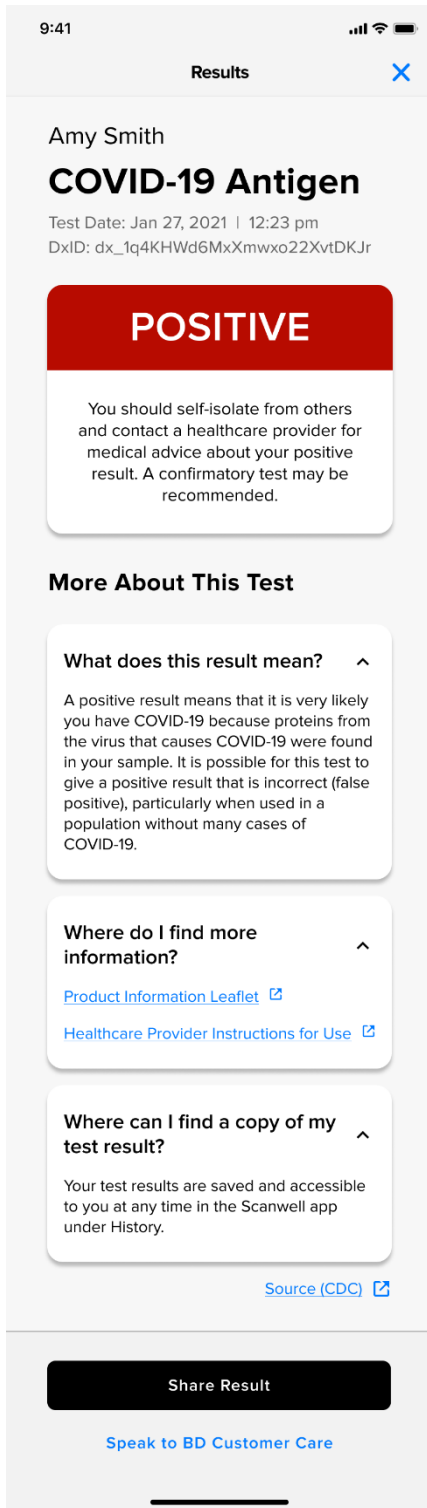 9:41
Results
Amy Smith
COVID-19 Antigen
Test Date: Jan 27, 2021 | 12:23 pm
DxID: dx_1q4KHWd6MxXmwxo22XvtDKJr
POSITIVE
You should self-isolate from others
and contact a healthcare provider for
medical advice about your positive
result. A confirmatory test may be
recommended.
More About This Test
What does this result mean?
A positive result means that it is very likely
you have COVID-19 because proteins from
the virus that causes COVID-19 were found
in your sample. It is possible for this test to
give a positive result that is incorrect (false
positive), particularly when used in a
population without many cases of
COVID-19.
Where do I find more
information?
Product Information Leaflet
Healthcare Provider Instructions for Use
Where can I find a copy of my
test result?
Your test results are saved and accessible
to you at any time in the Scanwell app
under History.
Source (CDC)
Share Result
Speak to BD Customer Care